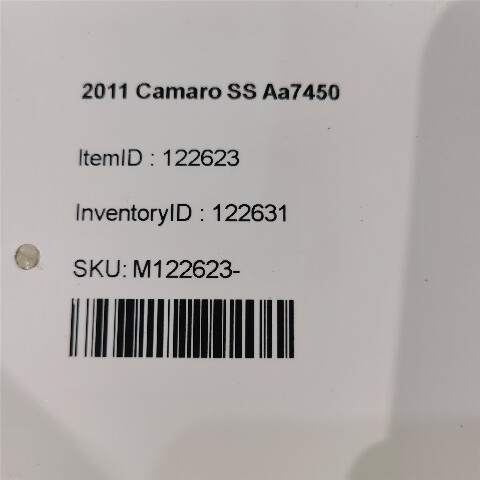 2011 Camaro SS Aa7450
ItemID : 122623
InventoryID : 122631
SKU: M122623-